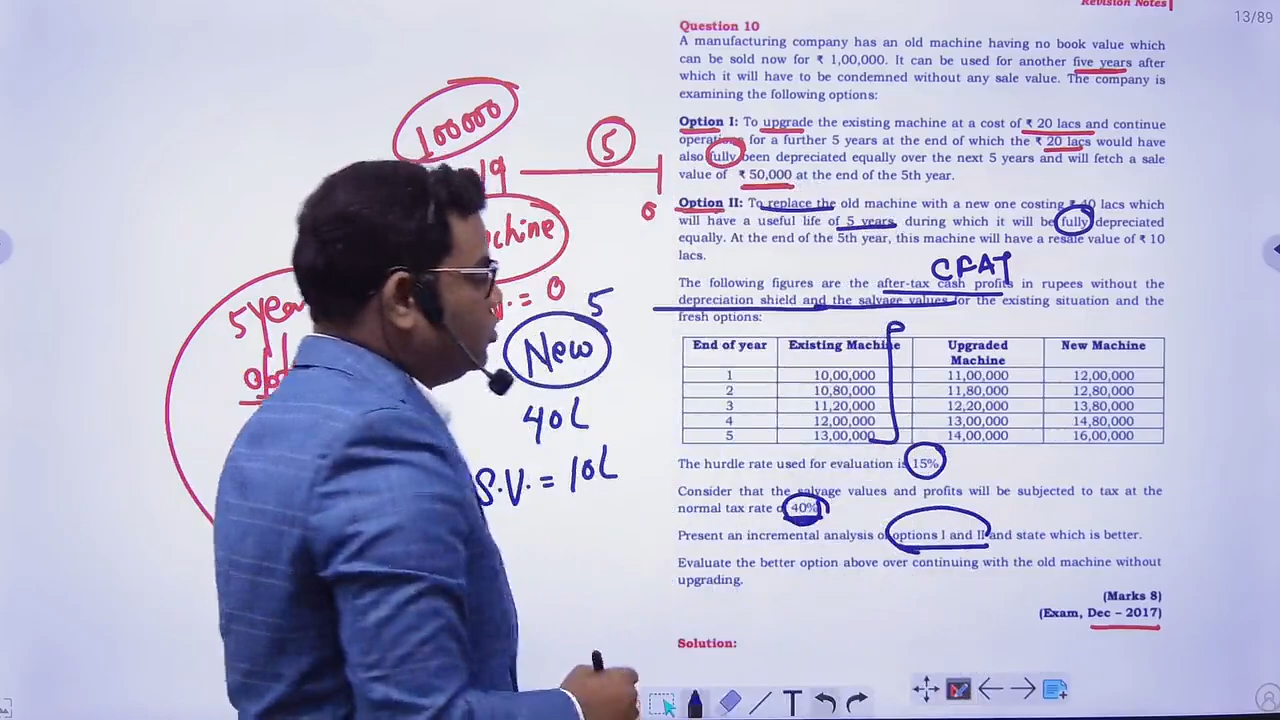 Revision Notes
13/89
Question 10
A manufacturing company has an old machine having no book value which
can be sold now for ₹ 1,00,000. It can be used for another five years after
which it will have to be condemned without any sale value. The company is
examining the following options:
Option I: To upgrade the existing machine at a cost of ₹ 20 lacs and continue
operations for a further 5 years at the end of which the ₹ 20 lacs would have
also fully been depreciated equally over the next 5 years and will fetch a sale
value of ₹ 50,000 at the end of the 5th year.
Option II: To replace the old machine with a new one costing ₹ 40 lacs which
will have a useful life of 5 years, during which it will be fully depreciated
equally. At the end of the 5th year, this machine will have a resale value of ₹ 10
lacs.
CFAT
The following figures are the after-tax cash profits in rupees without the
depreciation shield and the salvage values for the existing situation and the
fresh options:
End of year Existing Machine Upgraded Machine New Machine
1 10,00,000 11,00,000 12,00,000
2 10,80,000 11,80,000 12,80,000
3 11,20,000 12,20,000 13,80,000
4 12,00,000 13,00,000 14,80,000
5 13,00,000 14,00,000 16,00,000
The hurdle rate used for evaluation is 15%
Consider that the salvage values and profits will be subjected to tax at the
normal tax rate 40%
Present an incremental analysis of options I and II and state which is better.
Evaluate the better option above over continuing with the old machine without
upgrading.
(Marks 8)
(Exam, Dec – 2017)
Solution:
100000
5
= 0
5 year
5
New
40L
S.V. = 10L
T